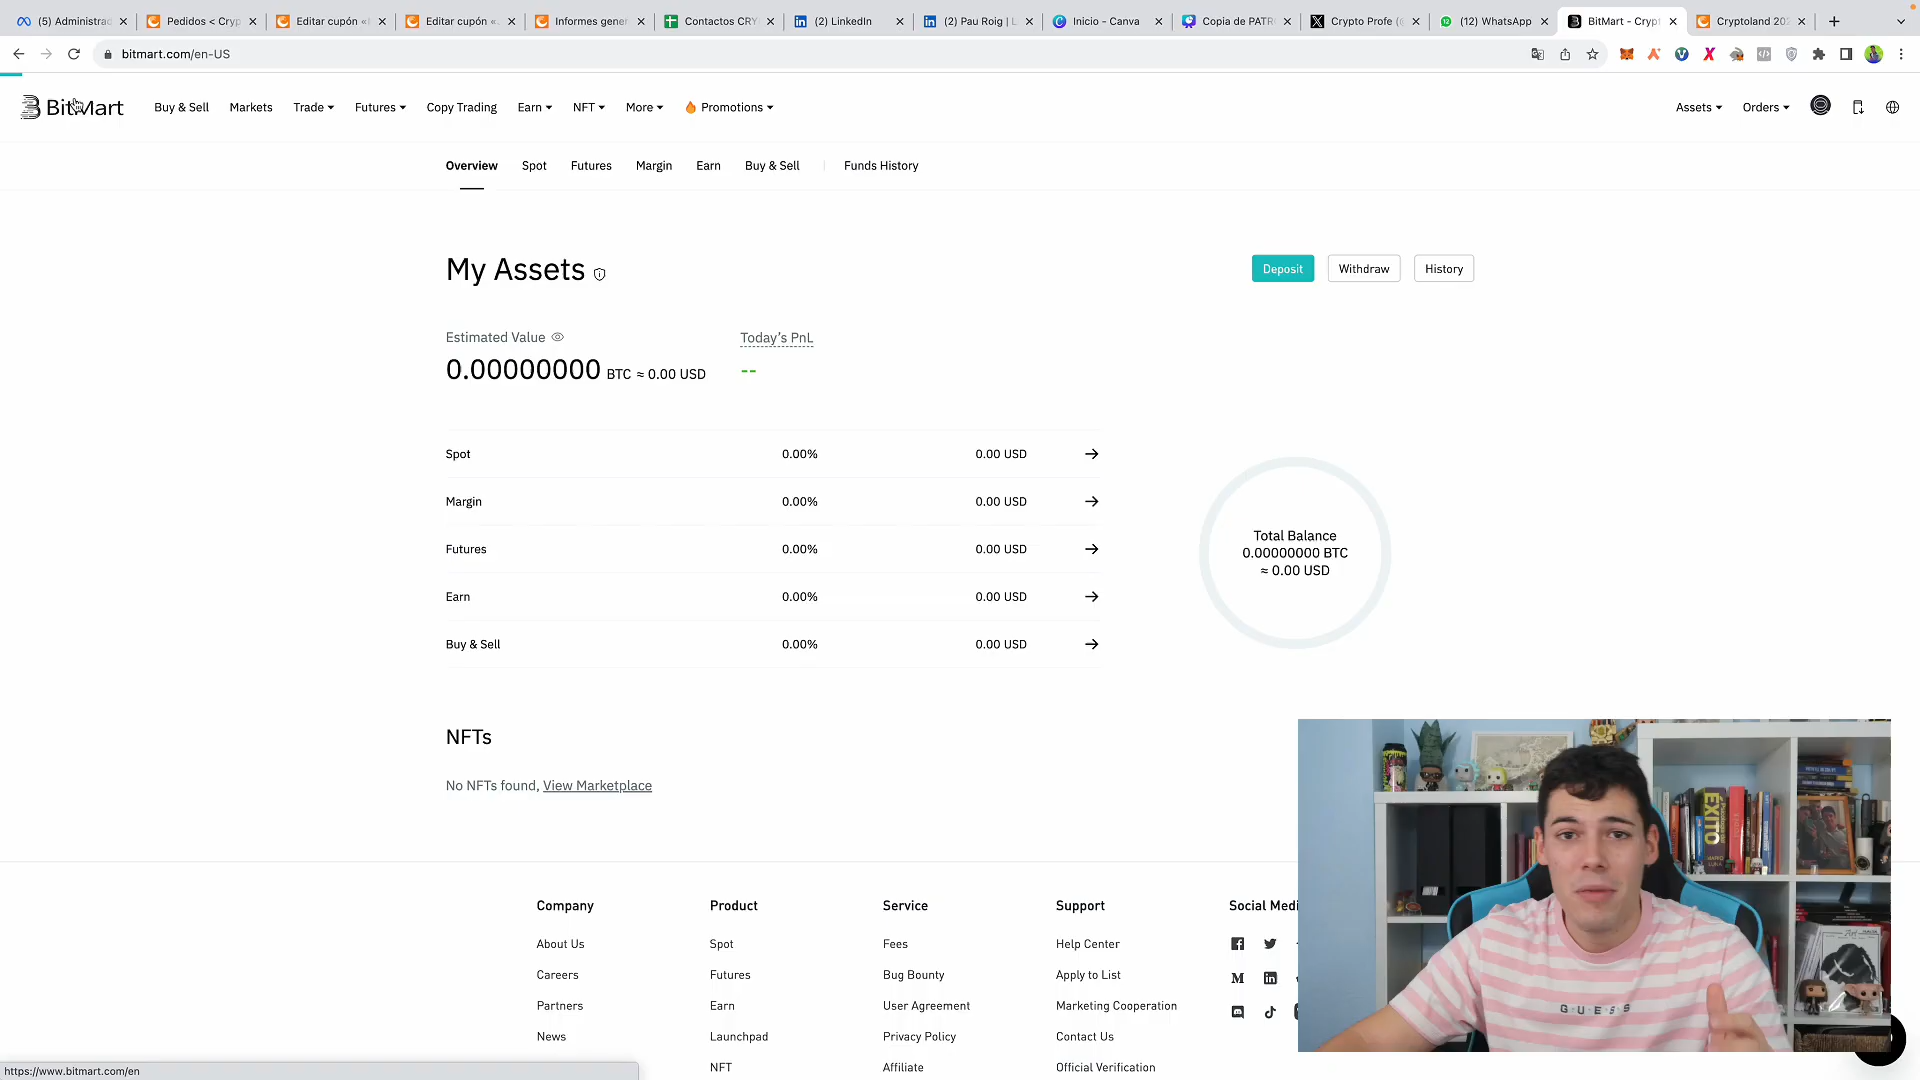 (5) Administrad
Pedidos < Cryp
Editar cupón «
Editar cupón «
Informes gene
Contactos CRY
(2) LinkedIn
(2) Pau Roig | L
Inicio - Canva
Copia de PATR
Crypto Profe (
(12) WhatsApp
BitMart - Crypt
Cryptoland 202
bitmart.com/en-US
BitMart
Buy & Sell
Markets
Trade
Futures
Copy Trading
Earn
NFT
More
Promotions
Assets
Orders
Overview
Spot
Futures
Margin
Earn
Buy & Sell
Funds History
My Assets
Deposit
Withdraw
History
Estimated Value
Today's PnL
0.00000000 BTC ≈ 0.00 USD
--
Spot 0.00% 0.00 USD
Margin 0.00% 0.00 USD
Futures 0.00% 0.00 USD
Earn 0.00% 0.00 USD
Buy & Sell 0.00% 0.00 USD
Total Balance
0.00000000 BTC
≈ 0.00 USD
NFTs
No NFTs found, View Marketplace
Company
About Us
Careers
Partners
News
Product
Spot
Futures
Earn
Launchpad
NFT
Service
Fees
Bug Bounty
User Agreement
Privacy Policy
Affiliate
Support
Help Center
Apply to List
Marketing Cooperation
Contact Us
Official Verification
Social Medi
ÉXITO
GUESS
https://www.bitmart.com/en